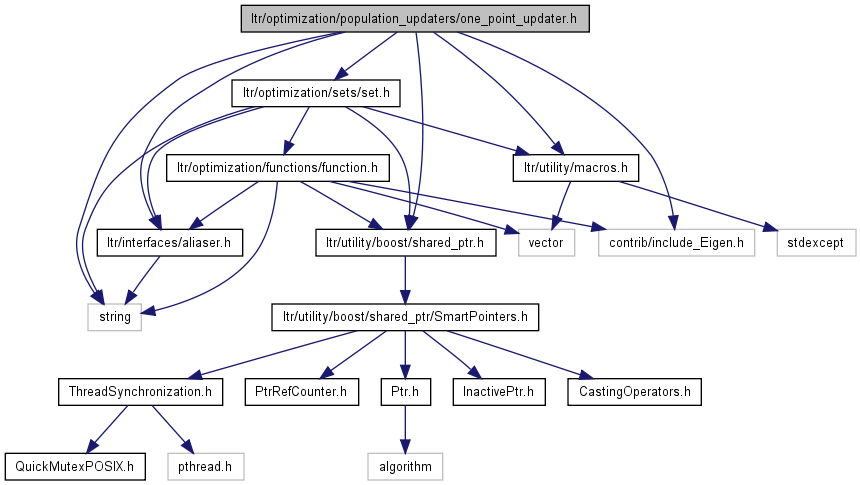 ltr/optimization/population_updaters/one_point_updater.h
ltr/optimization/sets/set.h
ltr/optimization/functions/function.h
ltr/utility/macros.h
ltr/interfaces/aliaser.h
ltr/utility/boost/shared_ptr.h
vector
contrib/include_Eigen.h
stdexcept
string
ltr/utility/boost/shared_ptr/SmartPointers.h
ThreadSynchronization.h
PtrRefCounter.h
Ptr.h
InactivePtr.h
CastingOperators.h
QuickMutexPOSIX.h
pthread.h
algorithm